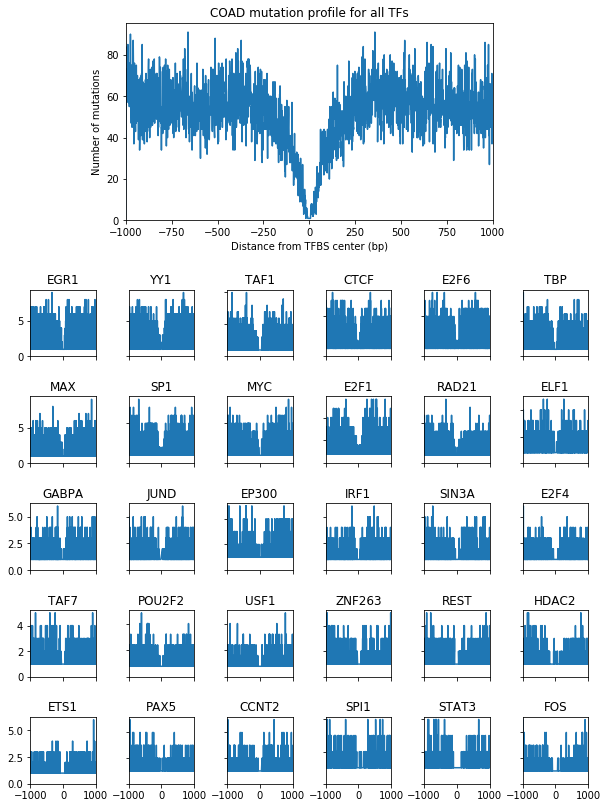 COAD mutation profile for all TFs
80
60
40
20
0
Number of mutations
−1000 −750 −500 −250 0 250 500 750 1000
Distance from TFBS center (bp)
EGR1 YY1 TAF1 CTCF E2F6 TBP
5
0
MAX SP1 MYC E2F1 RAD21 ELF1
5
0
GABPA JUND EP300 IRF1 SIN3A E2F4
5.0
2.5
0.0
TAF7 POU2F2 USF1 ZNF263 REST HDAC2
4
2
0
ETS1 PAX5 CCNT2 SPI1 STAT3 FOS
5.0
2.5
0.0
−1000 0 1000 −1000 0 1000 −1000 0 1000 −1000 0 1000 −1000 0 1000 −1000 0 1000